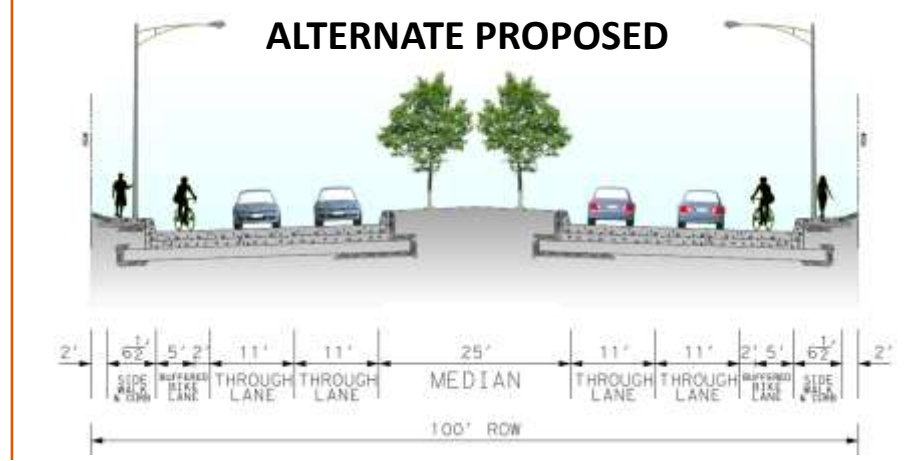 ALTERNATE PROPOSED
2' 6½' 5' 2' 11' 11' 25' 11' 11' 2' 5' 6½' 2'
SIDE WALK & CURB BUFFERED BIKE LANE THROUGH LANE THROUGH LANE MEDIAN THROUGH LANE THROUGH LANE BUFFERED BIKE LANE SIDE WALK & CURB
100' ROW